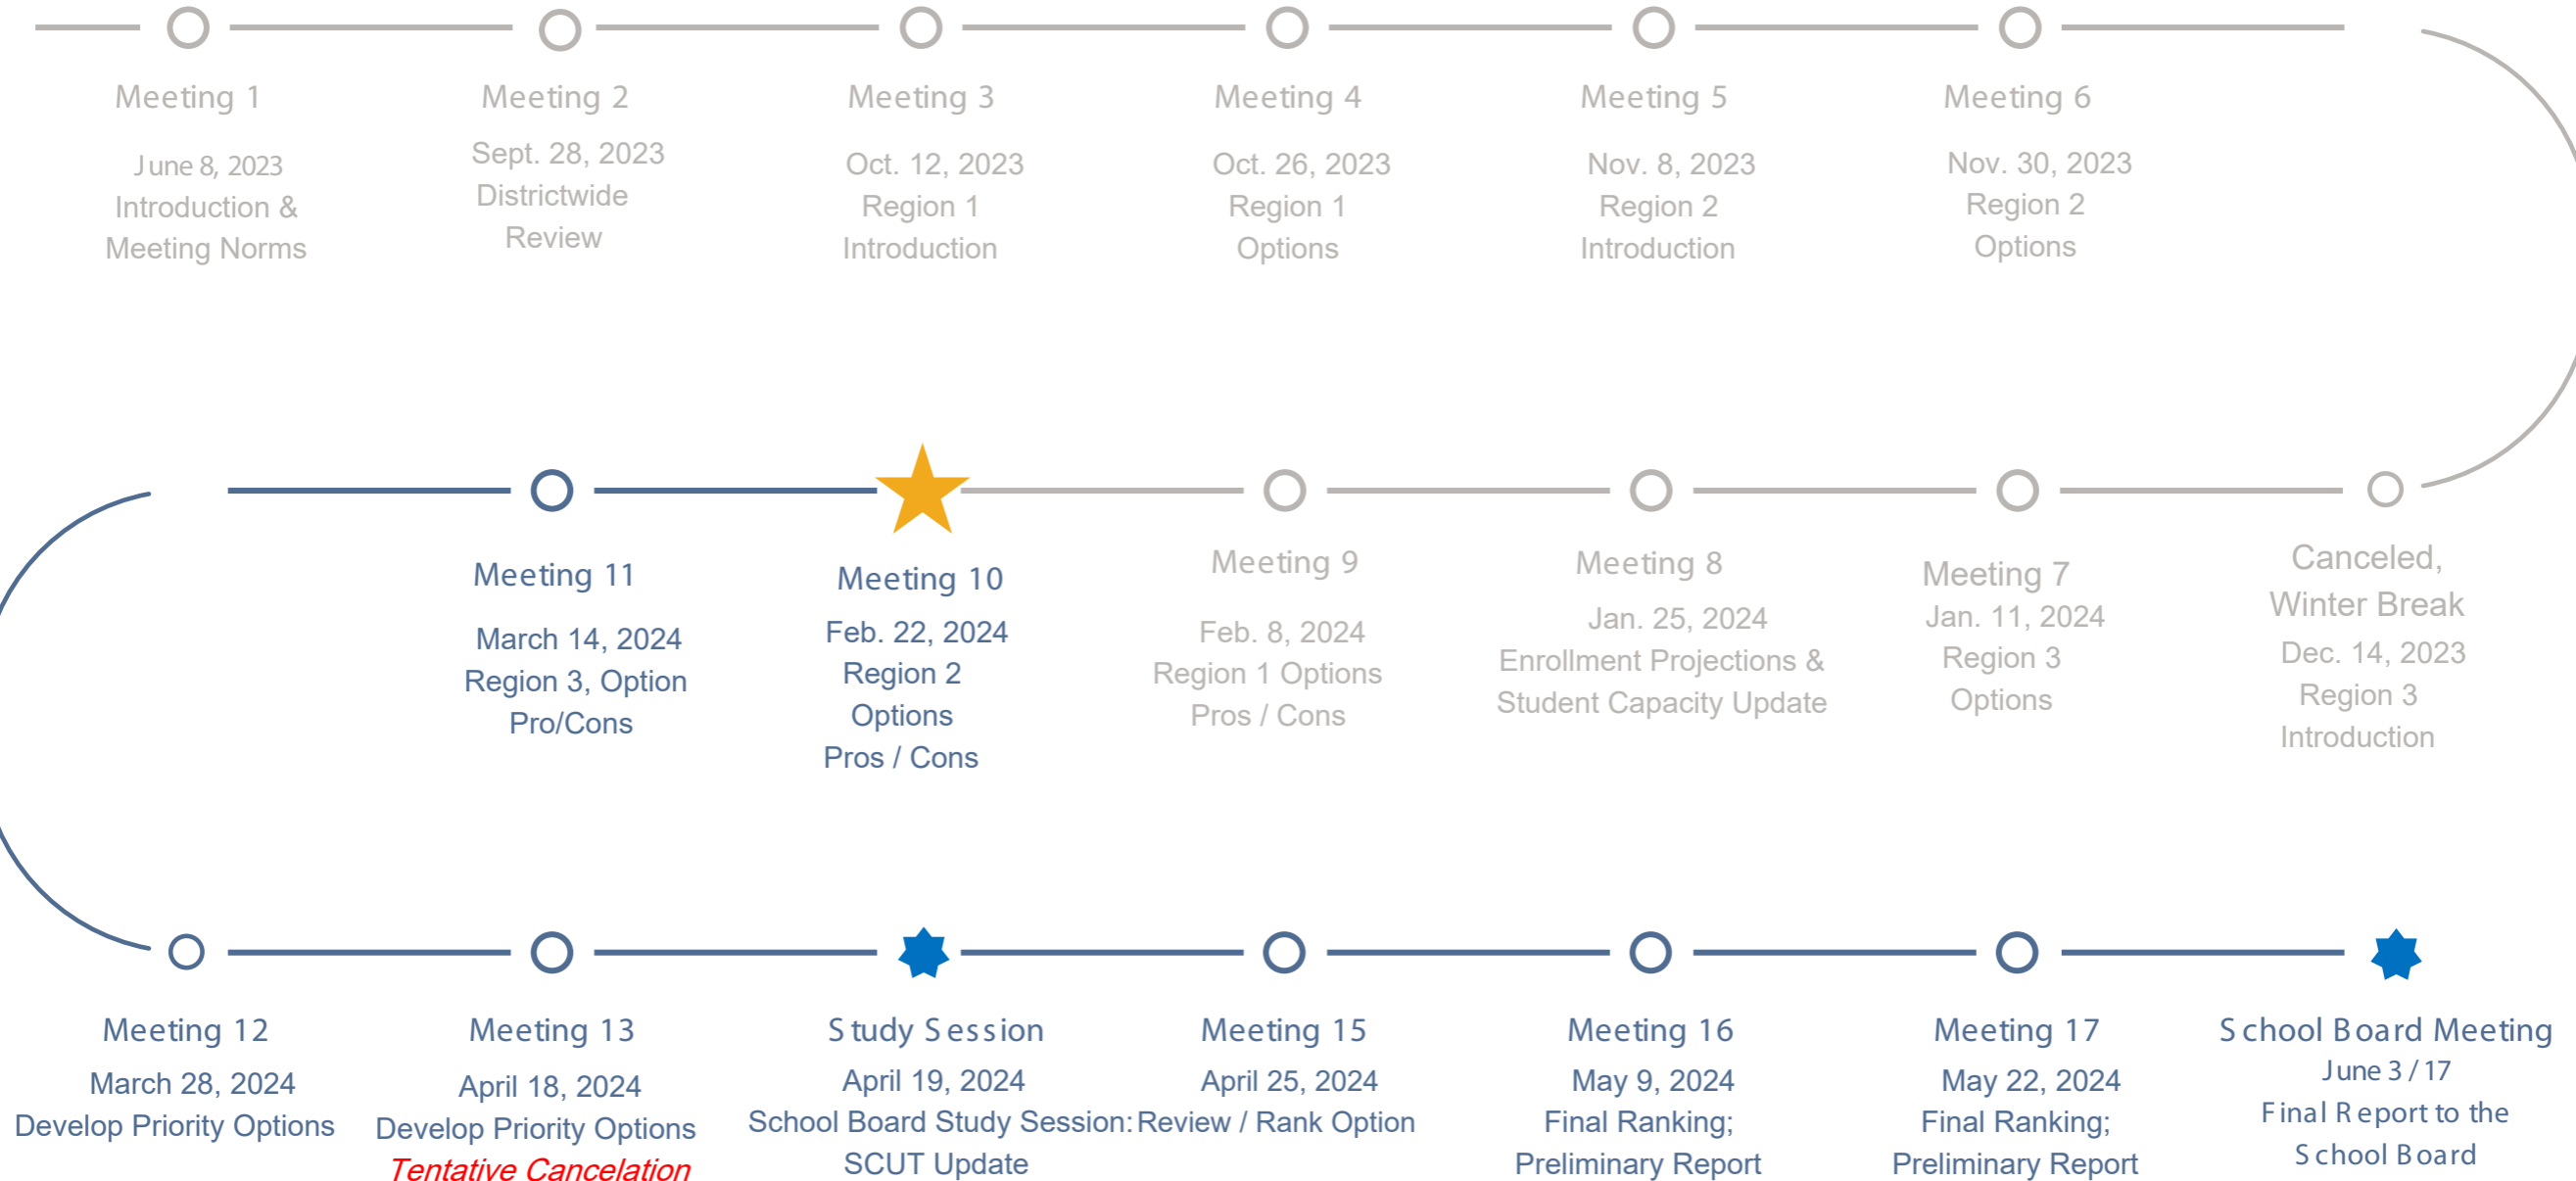 Meeting 1
June 8, 2023
Introduction &
Meeting Norms
Meeting 2
Sept. 28, 2023
Districtwide
Review
Meeting 3
Oct. 12, 2023
Region 1
Introduction
Meeting 4
Oct. 26, 2023
Region 1
Options
Meeting 5
Nov. 8, 2023
Region 2
Introduction
Meeting 6
Nov. 30, 2023
Region 2
Options
Meeting 11
March 14, 2024
Region 3, Option
Pro/Cons
Meeting 10
Feb. 22, 2024
Region 2
Options
Pros / Cons
Meeting 9
Feb. 8, 2024
Region 1 Options
Pros / Cons
Meeting 8
Jan. 25, 2024
Enrollment Projections &
Student Capacity Update
Meeting 7
Jan. 11, 2024
Region 3
Options
Canceled,
Winter Break
Dec. 14, 2023
Region 3
Introduction
Meeting 12
March 28, 2024
Develop Priority Options
Meeting 13
April 18, 2024
Develop Priority Options
Tentative Cancelation
Study Session
April 19, 2024
School Board Study Session:
SCUT Update
Meeting 15
April 25, 2024
Review / Rank Option
Meeting 16
May 9, 2024
Final Ranking;
Preliminary Report
Meeting 17
May 22, 2024
Final Ranking;
Preliminary Report
School Board Meeting
June 3 / 17
Final Report to the
School Board